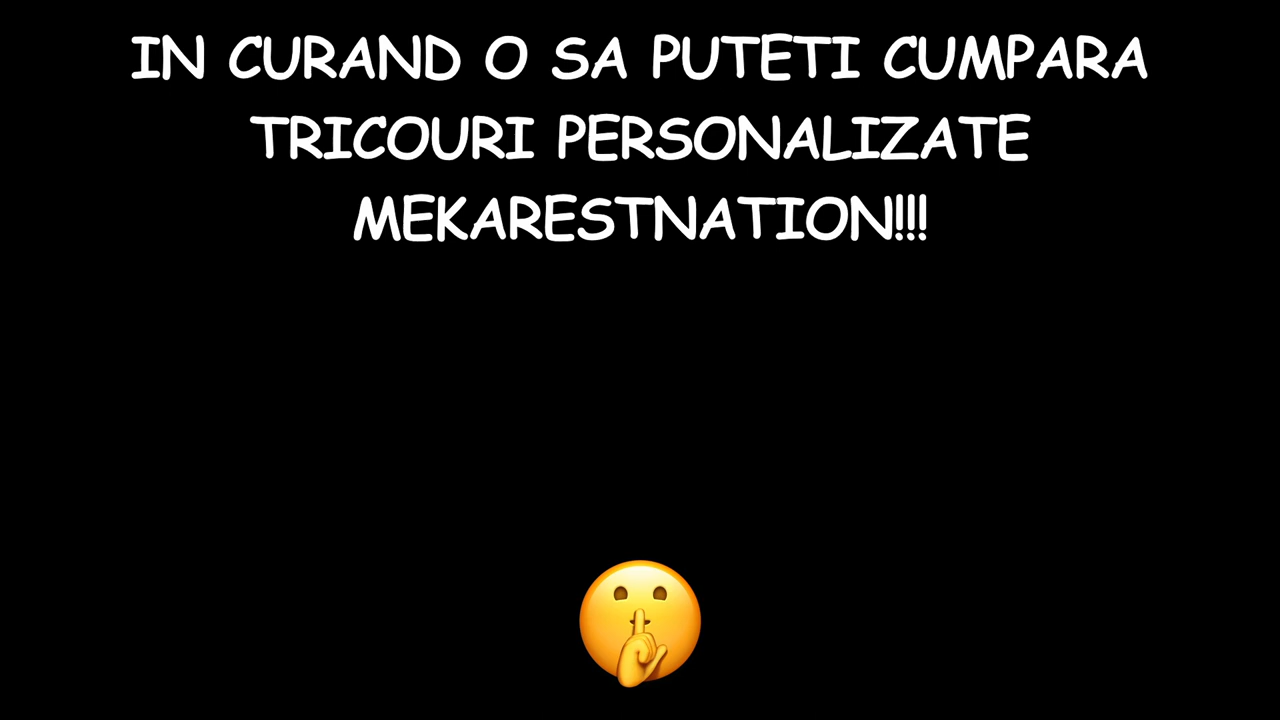 IN CURAND O SA PUTETI CUMPARA
TRICOURI PERSONALIZATE
MEKARESTNATION!!!